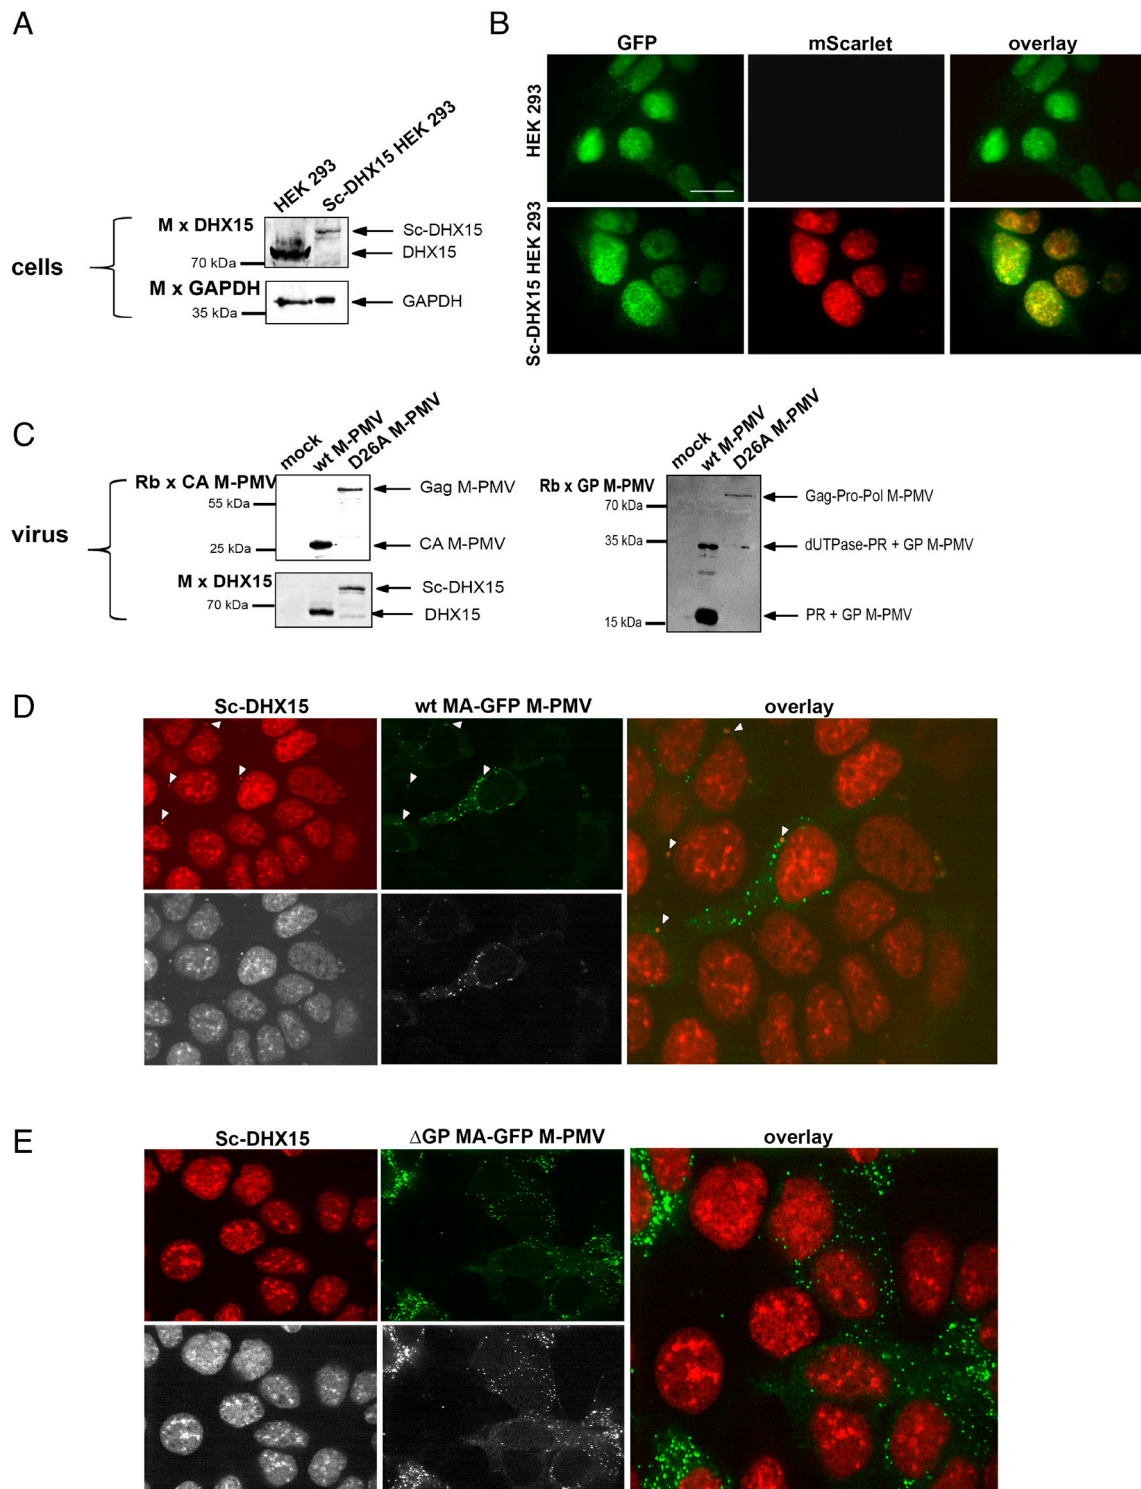 A
HEK 293
Sc-DHX15 HEK 293
M x DHX15
Sc-DHX15
DHX15
70 kDa
cells
M x GAPDH
GAPDH
35 kDa
B
GFP mScarlet overlay
HEK 293
Sc-DHX15 HEK 293
C
mock
wt M-PMV
D26A M-PMV
Rb x CA M-PMV
Gag M-PMV
55 kDa
CA M-PMV
25 kDa
virus
M x DHX15
Sc-DHX15
70 kDa
DHX15
mock
wt M-PMV
D26A M-PMV
Rb x GP M-PMV
Gag-Pro-Pol M-PMV
70 kDa
35 kDa
dUTPase-PR + GP M-PMV
PR + GP M-PMV
15 kDa
D
Sc-DHX15 wt MA-GFP M-PMV overlay
E
Sc-DHX15 ΔGP MA-GFP M-PMV overlay